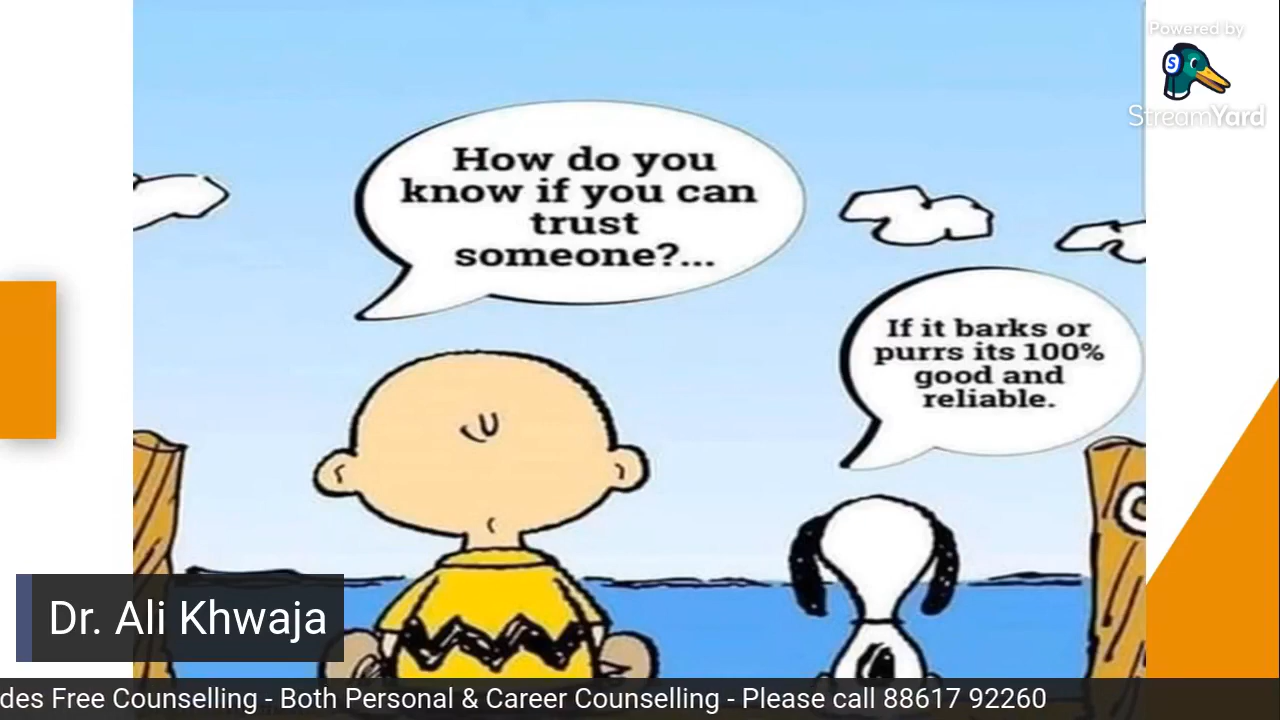 Powered by
StreamYard
How do you
know if you can
trust
someone?...
If it barks or
purrs its 100%
good and
reliable.
Dr. Ali Khwaja
des Free Counselling - Both Personal & Career Counselling - Please call 88617 92260